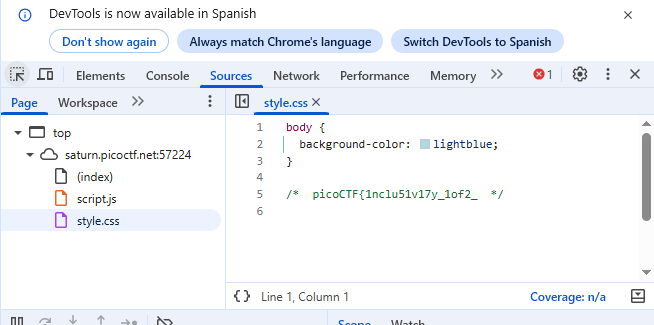 DevTools is now available in Spanish
Don't show again Always match Chrome's language Switch DevTools to Spanish
Elements Console Sources Network Performance Memory 1
Page Workspace style.css
top
saturn.picoctf.net:57224
(index)
script.js
style.css
1 body {
2 background-color: lightblue;
3 }
4
5 /* picoCTF{1nclu51v17y_1of2_ */
6
{} Line 1, Column 1 Coverage: n/a
Scope Watch